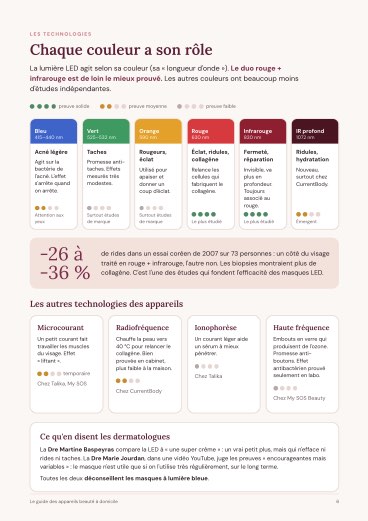 LES TECHNOLOGIES
Chaque couleur a son rôle
La lumière LED agit selon sa couleur (sa « longueur d'onde »). Le duo rouge +
infrarouge est de loin le mieux prouvé. Les autres couleurs ont beaucoup moins
d'études indépendantes.
preuve solide preuve moyenne preuve faible
Bleu
415–440 nm
Acné légère
Agit sur la
bactérie de
l'acné. L'effet
s'arrête quand
on arrête.
Attention aux
yeux
Vert
520–530 nm
Taches
Promesse anti-
taches. Effets
mesurés très
modestes.
Surtout études
de marque
Orange
Rougeurs,
éclat
Utilisé pour
apaiser et
donner un
coup d'éclat.
Surtout études
de marque
Rouge
630 nm
Éclat, ridules,
collagène
Relance les
cellules qui
fabriquent le
collagène.
Le plus étudié
Infrarouge
830 nm
Fermeté,
réparation
Invisible, va
plus en
profondeur.
Toujours
associé au
rouge.
Le plus étudié
IR profond
1072 nm
Ridules,
hydratation
Nouveau,
surtout chez
CurrentBody.
Émergent
-26 à
-36 %
de rides dans un essai coréen de 2007 sur 73 personnes : un côté du visage
traité en rouge + infrarouge, l'autre non. Les biopsies montraient plus de
collagène. C'est l'une des études qui fondent l'efficacité des masques LED.
Les autres technologies des appareils
Microcourant
Un petit courant fait
travailler les muscles
du visage. Effet
« liftant ».
temporaire
Chez Talika, My SOS
Radiofréquence
Chauffe la peau vers
40 °C pour relancer le
collagène. Bien
prouvée en cabinet,
plus faible à la maison.
Chez CurrentBody
Ionophorèse
Un courant léger aide
un sérum à mieux
pénétrer.
Chez Talika
Haute fréquence
Embouts en verre qui
produisent de l'ozone.
Promesse anti-
boutons. Effet
antibactérien prouvé
seulement en labo.
Chez My SOS Beauty
Ce qu'en disent les dermatologues
La Dre Martine Baspeyras compare la LED à « une super crème » : un vrai petit plus, mais qui n'efface ni
rides ni taches. La Dre Marie Jourdan, dans une vidéo YouTube, juge les preuves « encourageantes mais
variables » : le masque n'est utile que si on l'utilise très régulièrement, sur le long terme.
Toutes les deux déconseillent les masques à lumière bleue.
Le guide des appareils beauté à domicile